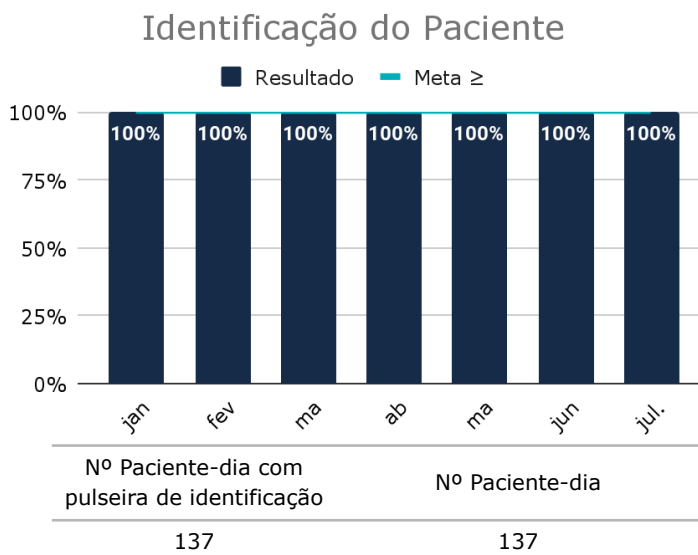 Identificação do Paciente
Resultado Meta ≥
100%
100% 100% 100% 100% 100% 100% 100%
75%
50%
25%
0%
jan fev ma ab ma jun jul.
Nº Paciente-dia com
pulseira de identificação
Nº Paciente-dia
137 137